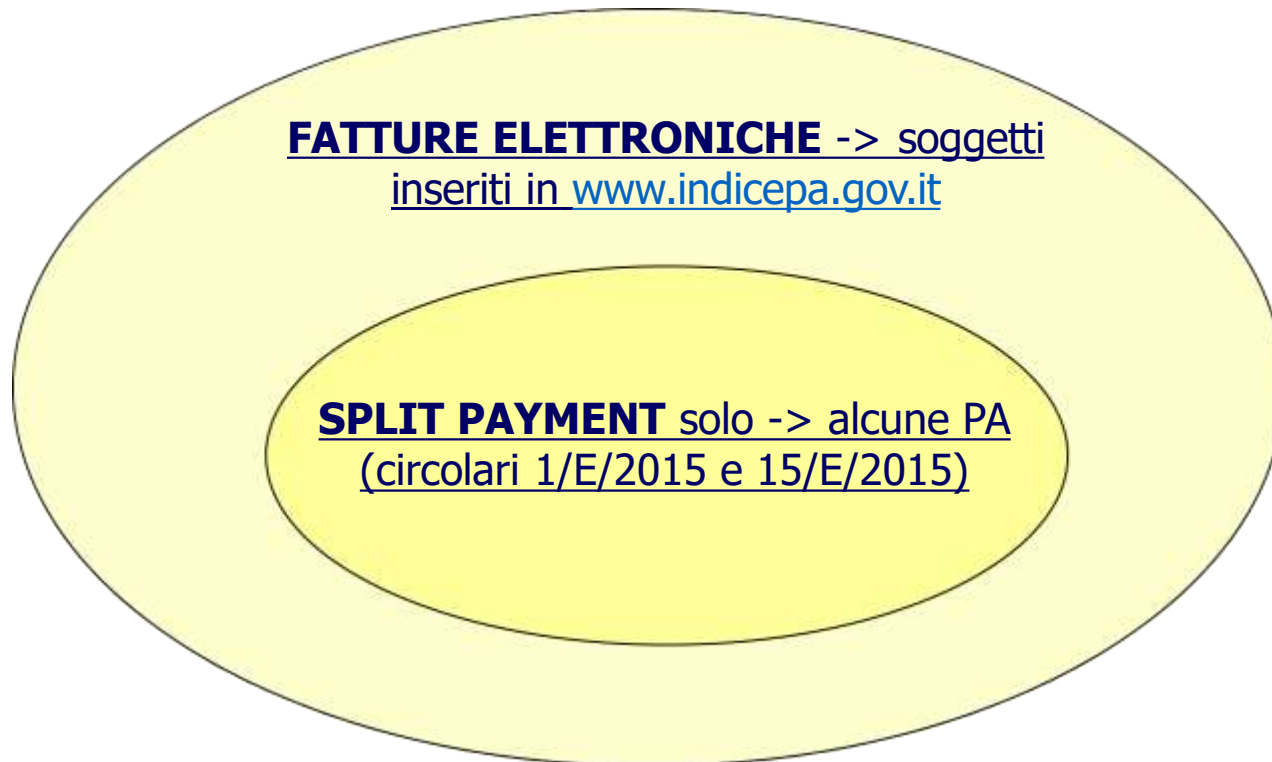 FATTURE ELETTRONICHE -> soggetti
inseriti in www.indicepa.gov.it
SPLIT PAYMENT solo -> alcune PA
(circolari 1/E/2015 e 15/E/2015)